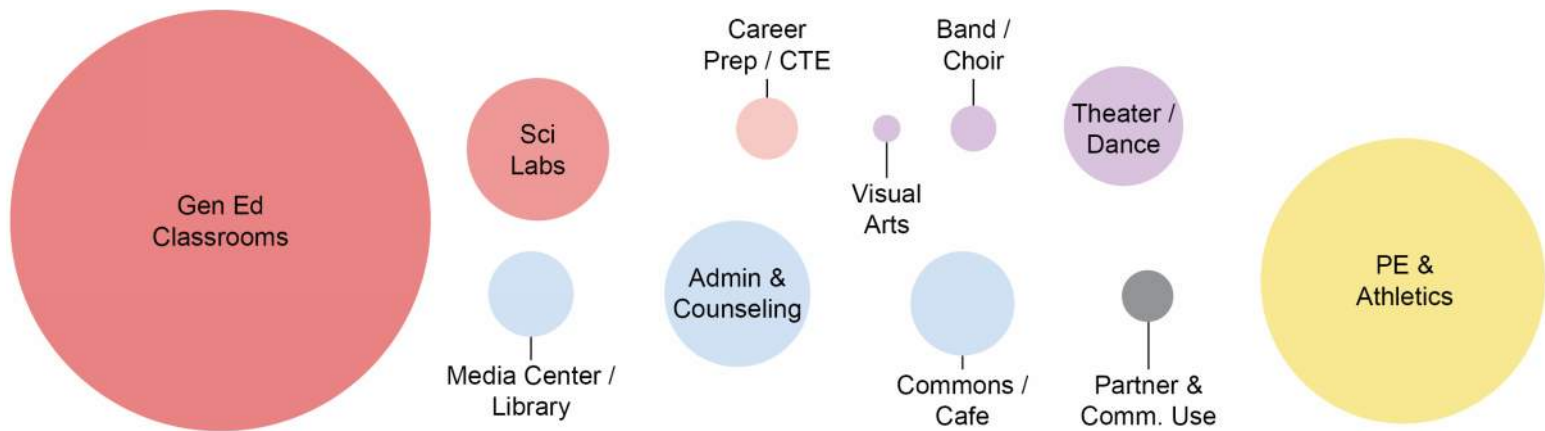 Gen Ed
Classrooms
Sci
Labs
Media Center /
Library
Career
Prep / CTE
Admin &
Counseling
Visual
Arts
Band /
Choir
Commons /
Cafe
Theater /
Dance
Partner &
Comm. Use
PE &
Athletics